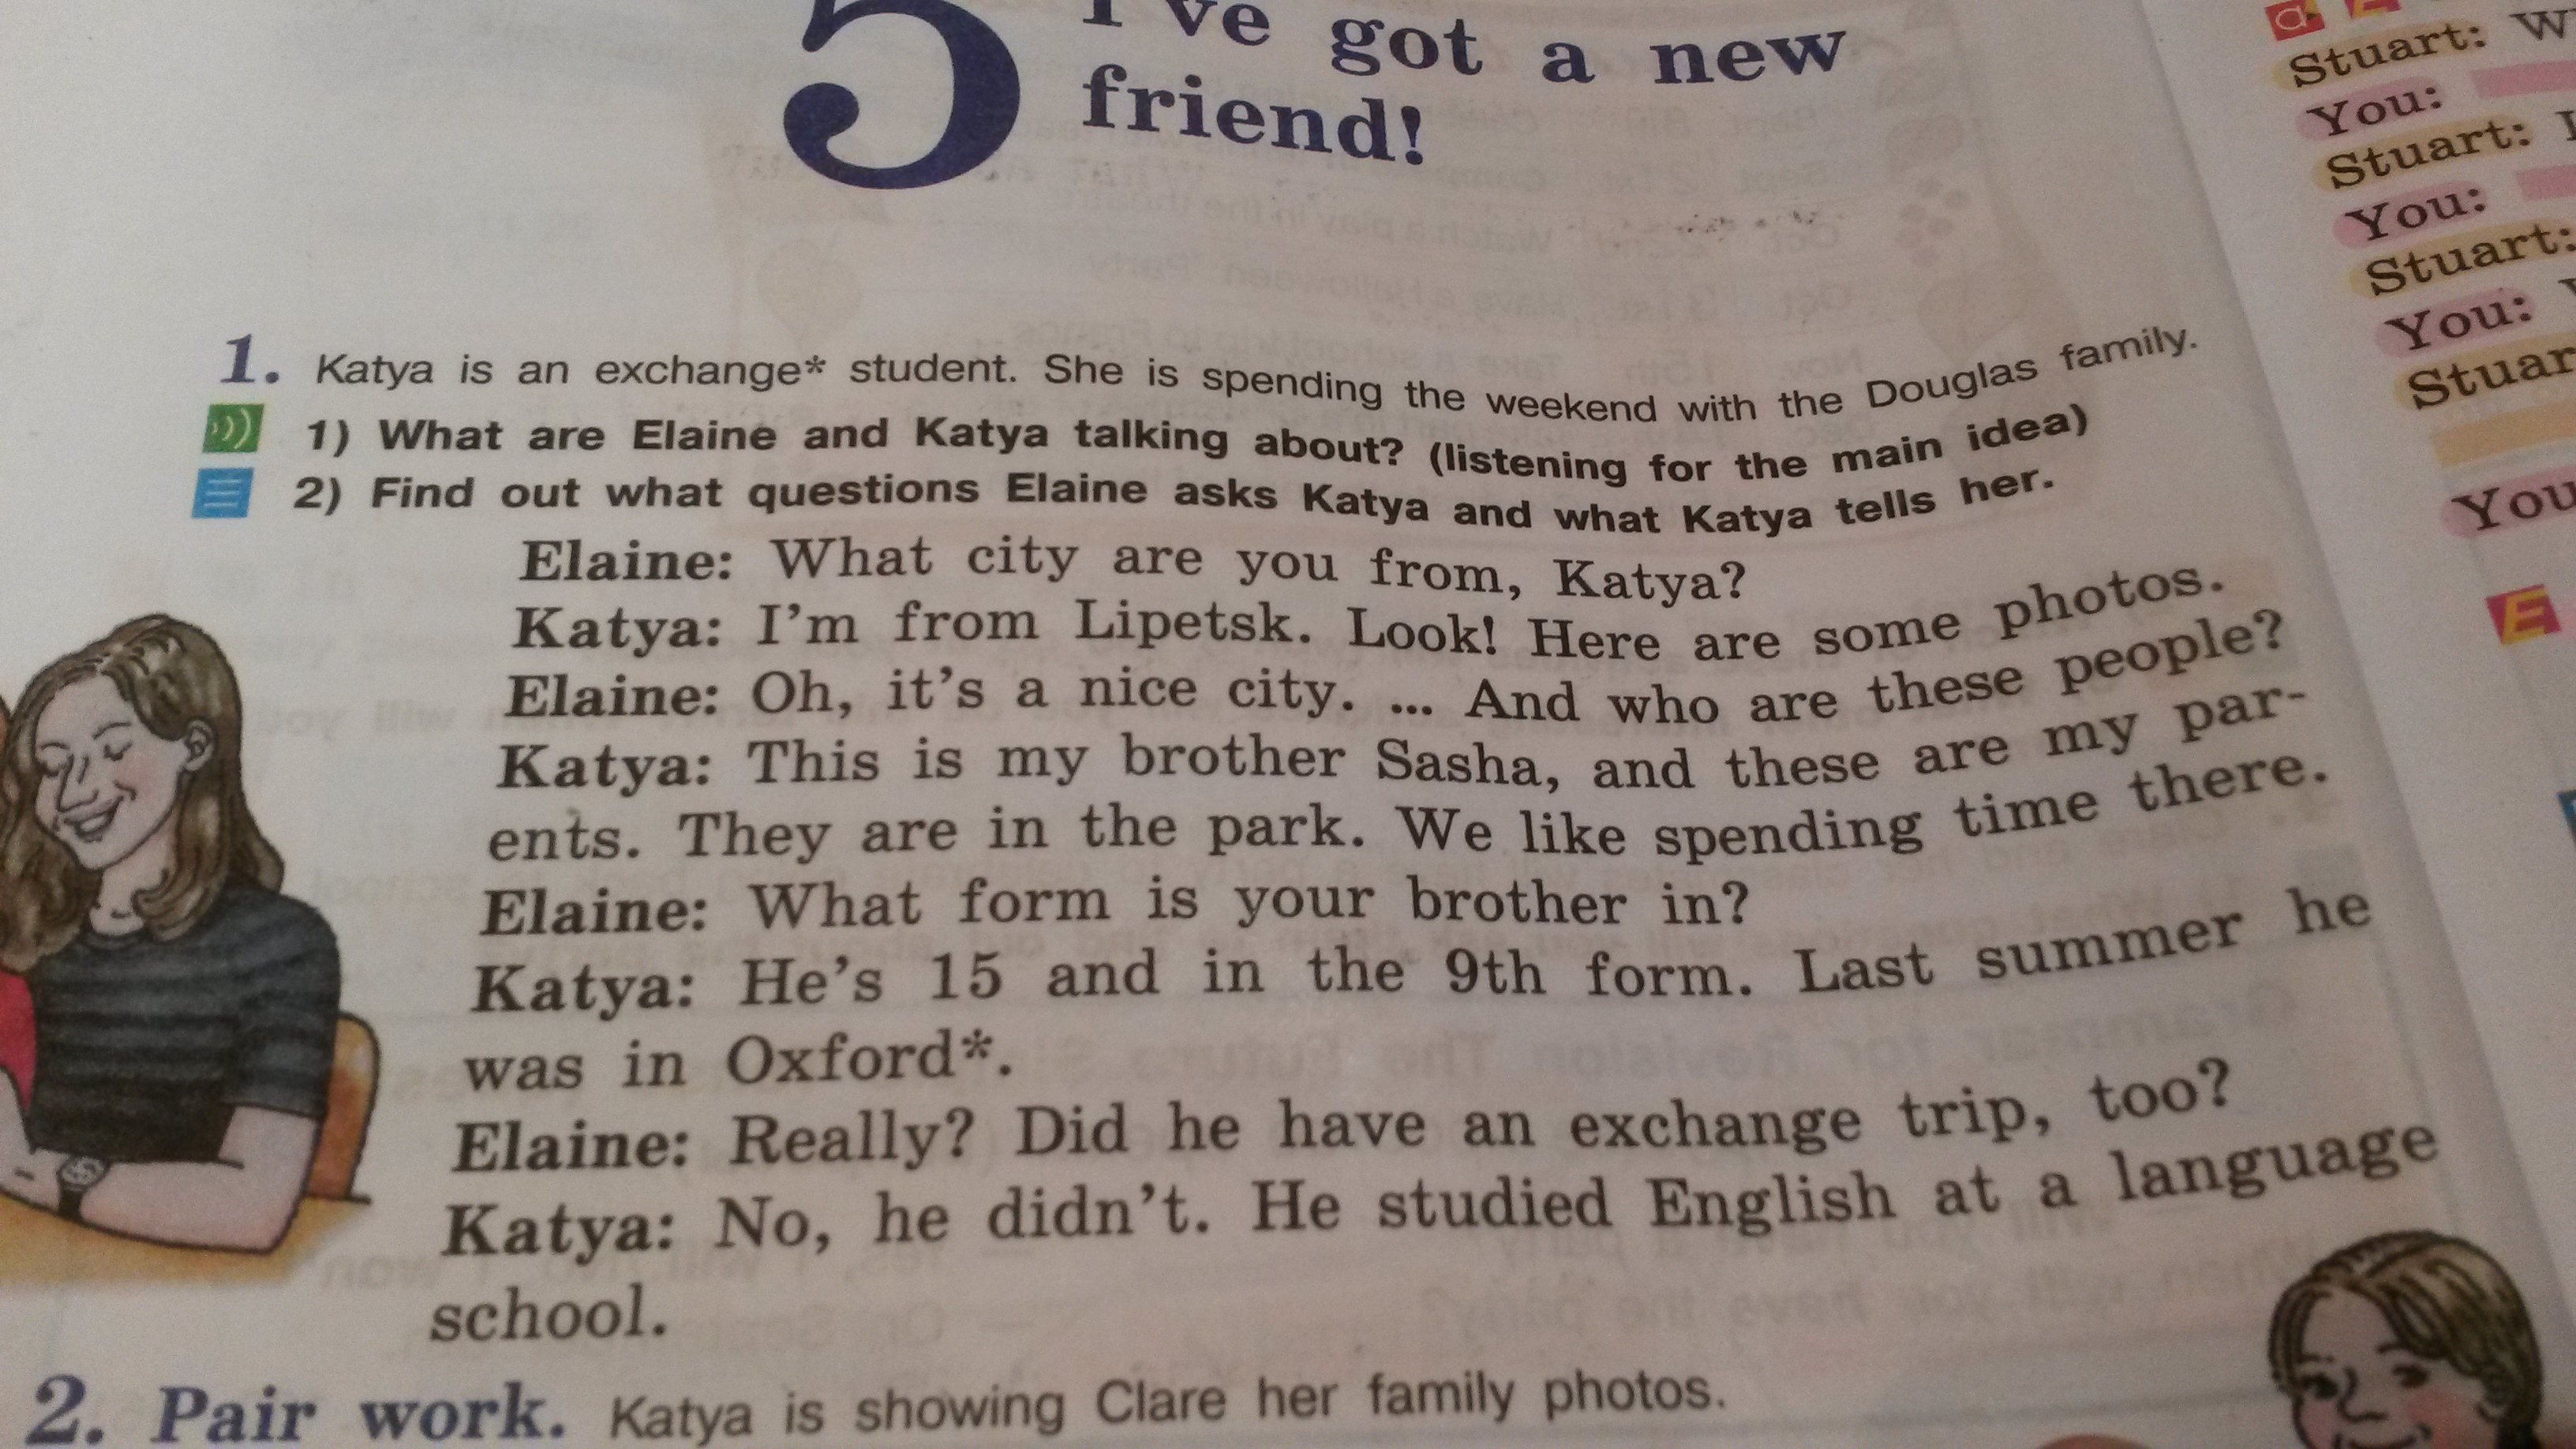 5
I've got a new
friend!
1. Katya is an exchange* student. She is spending the weekend with the Douglas family.
1) What are Elaine and Katya talking about? (listening for the main idea)
2) Find out what questions Elaine asks Katya and what Katya tells her.
Elaine: What city are you from, Katya?
Katya: I'm from Lipetsk. Look! Here are some photos.
Elaine: Oh, it's a nice city. ... And who are these people?
Katya: This is my brother Sasha, and these are my par-
ents. They are in the park. We like spending time there.
Elaine: What form is your brother in?
Katya: He's 15 and in the 9th form. Last summer he
was in Oxford*.
Elaine: Really? Did he have an exchange trip, too?
Katya: No, he didn't. He studied English at a language
school.
2. Pair work. Katya is showing Clare her family photos.
Stuart:
You:
Stuart:
You:
Stuart:
You:
Stuar
You
E